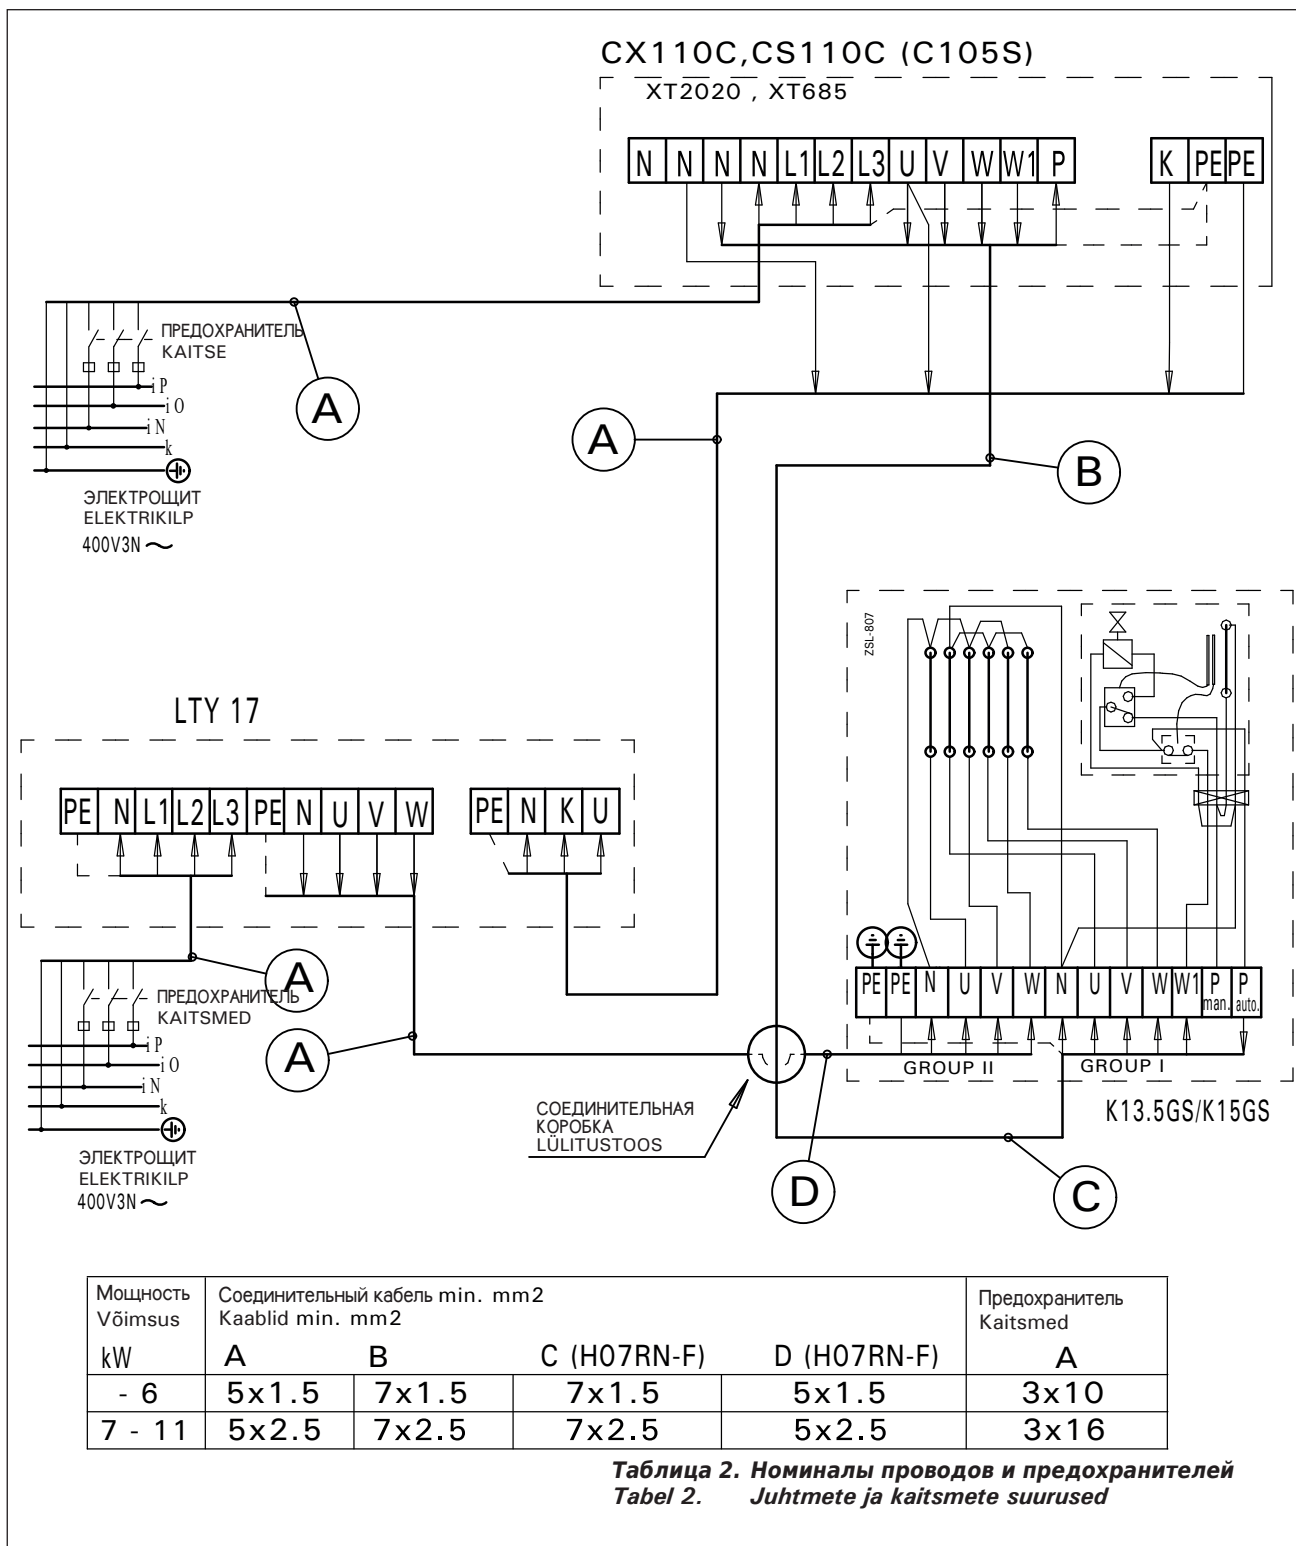 CX110C,CS110C (C105S)
XT2020 , XT685
N N N N L1 L2 L3 U V W W1 P K PE PE
ПРЕДОХРАНИТЕЛЬ
KAITSE
i P
i O
i N
k
A
A
B
ЭЛЕКТРОЩИТ
ELEKTRIKILP
400V3N ~
ZSL-807
LTY 17
PE N L1 L2 L3 PE N U V W PE N K U
A
ПРЕДОХРАНИТЕЛЬ
KAITSMED
A
i P
i O
i N
k
PE PE N U V W N U V W W1 P man. P auto.
GROUP II GROUP I
K13.5GS/K15GS
СОЕДИНИТЕЛЬНАЯ
КОРОБКА
LÜLITUSTOOS
ЭЛЕКТРОЩИТ
ELEKTRIKILP
400V3N ~
D
C
Мощность Соединительный кабель min. mm2 Предохранитель
Võimsus Kaablid min. mm2 Kaitsmed
kW A B C (H07RN-F) D (H07RN-F) A
- 6 5x1.5 7x1.5 7x1.5 5x1.5 3x10
7 - 11 5x2.5 7x2.5 7x2.5 5x2.5 3x16
Таблица 2. Номиналы проводов и предохранителей
Tabel 2. Juhtmete ja kaitsmete suurused